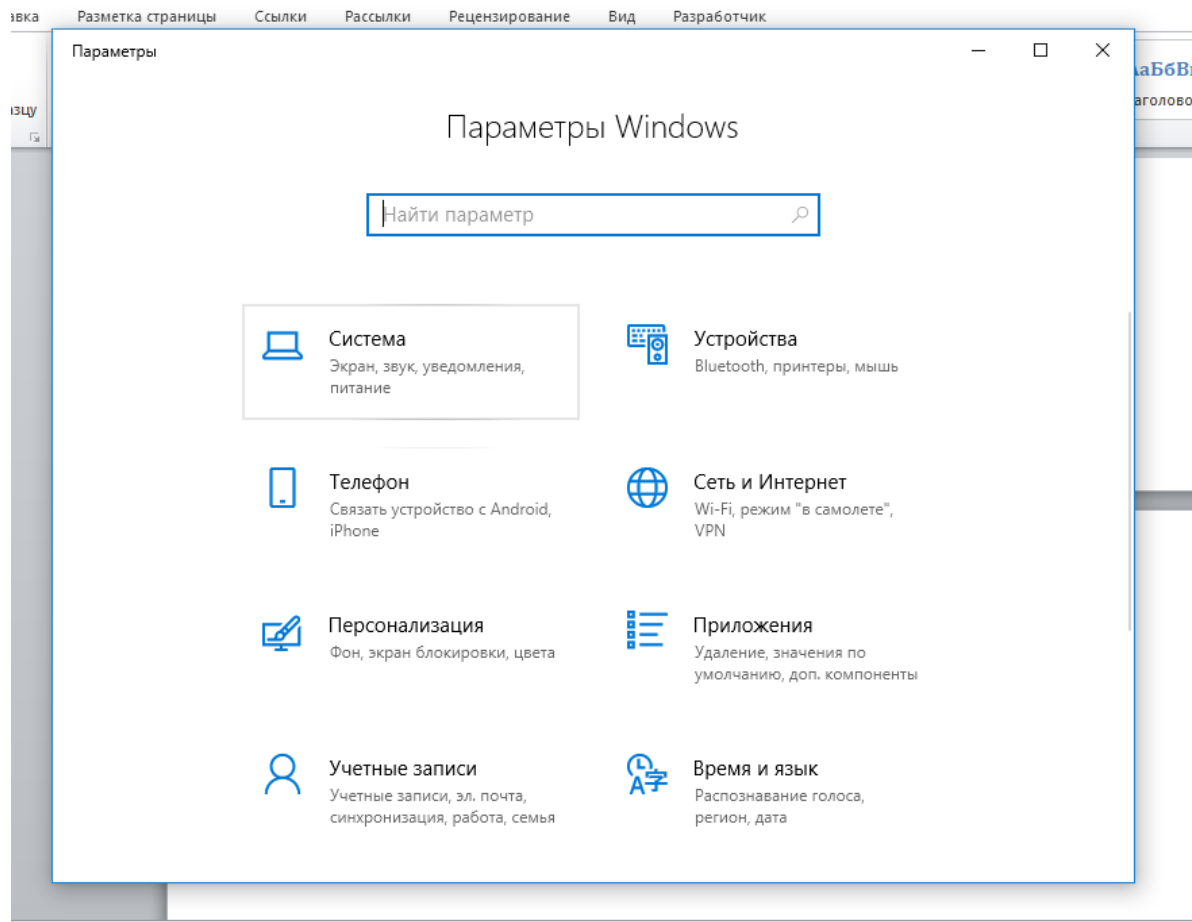 Разметка страницы Ссылки Рассылки Рецензирование Вид Разработчик
Параметры
Параметры Windows
Найти параметр
Система
Экран, звук, уведомления,
питание
Устройства
Bluetooth, принтеры, мышь
Телефон
Связать устройство с Android,
iPhone
Сеть и Интернет
Wi-Fi, режим "в самолете",
VPN
Персонализация
Фон, экран блокировки, цвета
Приложения
Удаление, значения по
умолчанию, доп. компоненты
Учетные записи
Учетные записи, эл. почта,
синхронизация, работа, семья
Время и язык
Распознавание голоса,
регион, дата